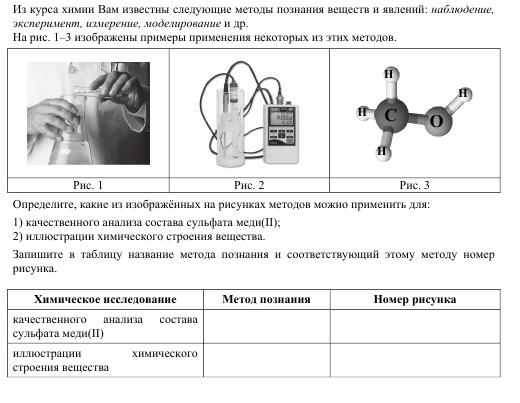 Из курса химии Вам известны следующие методы познания веществ и явлений: наблюдение,
эксперимент, измерение, моделирование и др.
На рис. 1–3 изображены примеры применения некоторых из этих методов.
H
H
H
C
O
H
Рис. 1
Рис. 2
Рис. 3
Определите, какие из изображённых на рисунках методов можно применить для:
1) качественного анализа состава сульфата меди(II);
2) иллюстрации химического строения вещества.
Запишите в таблицу название метода познания и соответствующий этому методу номер
рисунка.
Химическое исследование
Метод познания
Номер рисунка
качественного анализа состава
сульфата меди(II)
иллюстрации химического
строения вещества